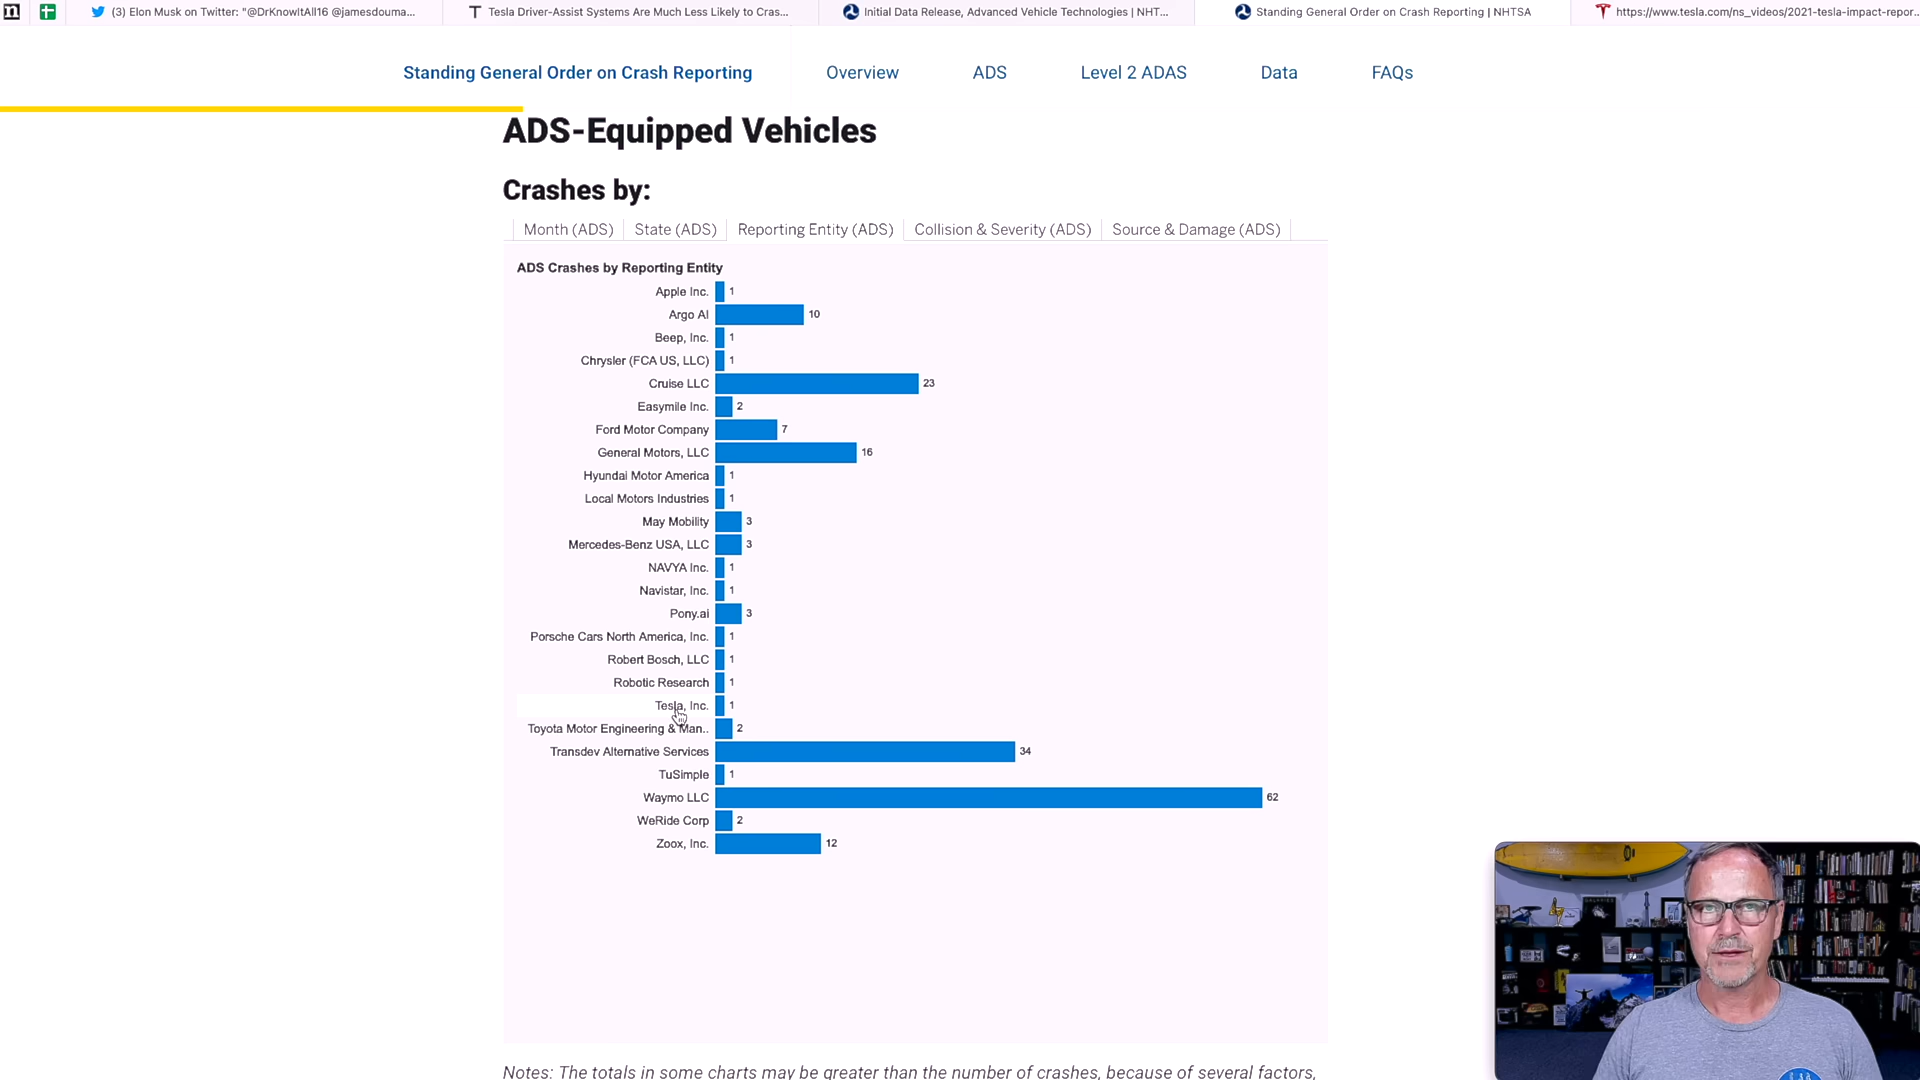 (3) Elon Musk on Twitter: "@DrKnowItAll16 @jamesdouma...
Tesla Driver-Assist Systems Are Much Less Likely to Cras...
Initial Data Release, Advanced Vehicle Technologies | NHT...
Standing General Order on Crash Reporting | NHTSA
https://www.tesla.com/ns_videos/2021-tesla-impact-repor...
Standing General Order on Crash Reporting
Overview
ADS
Level 2 ADAS
Data
FAQs
ADS-Equipped Vehicles
Crashes by:
Month (ADS)
State (ADS)
Reporting Entity (ADS)
Collision & Severity (ADS)
Source & Damage (ADS)
ADS Crashes by Reporting Entity
Apple Inc. 1
Argo AI 10
Beep, Inc. 1
Chrysler (FCA US, LLC) 1
Cruise LLC 23
Easymile Inc. 2
Ford Motor Company 7
General Motors, LLC 16
Hyundai Motor America 1
Local Motors Industries 1
May Mobility 3
Mercedes-Benz USA, LLC 3
NAVYA Inc. 1
Navistar, Inc. 1
Pony.ai 3
Porsche Cars North America, Inc. 1
Robert Bosch, LLC 1
Robotic Research 1
Tesla, Inc. 1
Toyota Motor Engineering & Man.. 2
Transdev Alternative Services 34
TuSimple 1
Waymo LLC 62
WeRide Corp 2
Zoox, Inc. 12
Notes: The totals in some charts may be greater than the number of crashes, because of several factors,